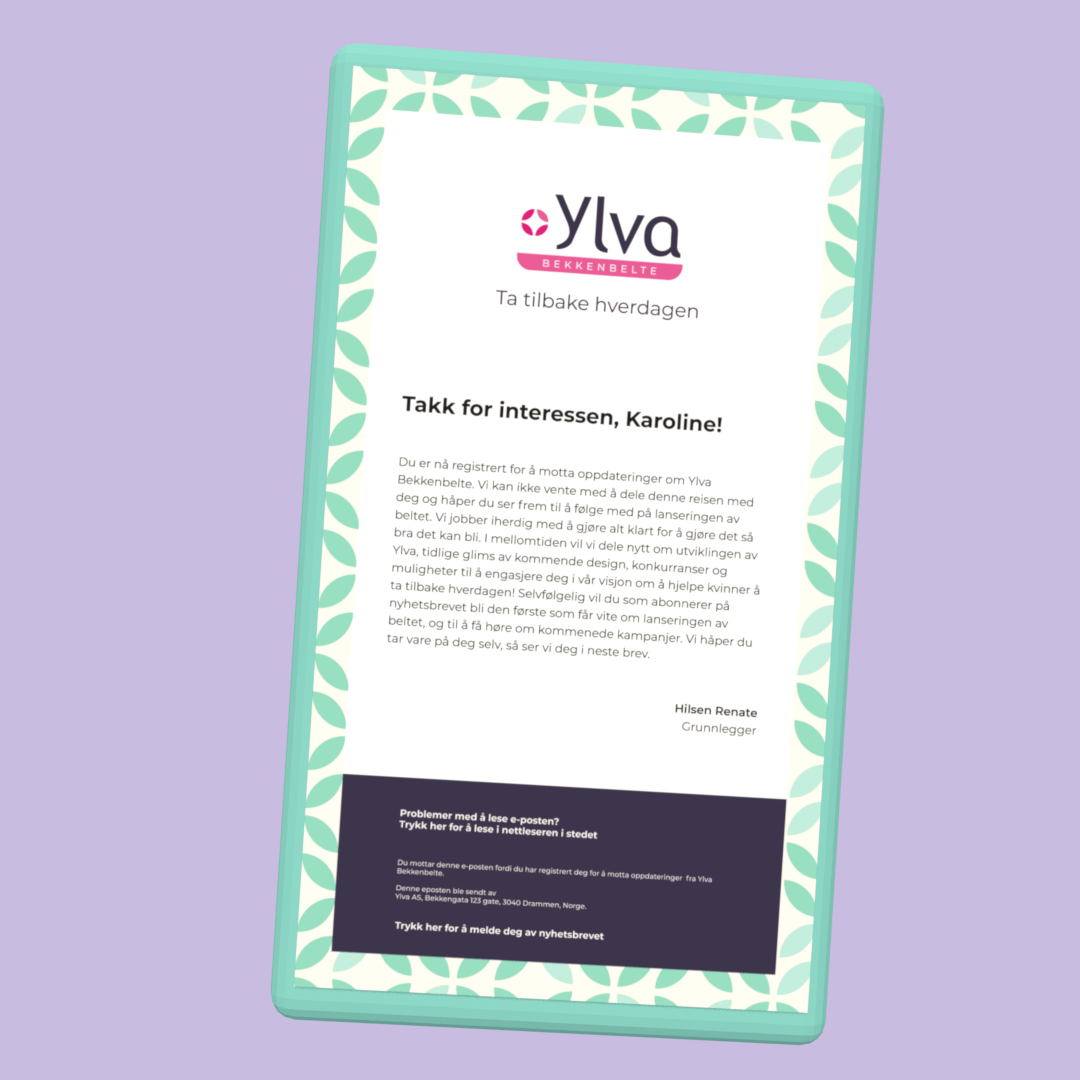 Ylva
BEKKENBELTE
Ta tilbake hverdagen
Takk for interessen, Karoline!
Du er nå registrert for å motta oppdateringer om Ylva
Bekkenbelte. Vi kan ikke vente med å dele denne reisen med
deg og håper du ser frem til å følge med på lanseringen av
beltet. Vi jobber iherdig med å gjøre alt klart for å gjøre det så
bra det kan bli. I mellomtiden vil vi dele nytt om utviklingen av
Ylva, tidlige glims av kommende design, konkurranser og
muligheter til å engasjere deg i vår visjon om å hjelpe kvinner å
ta tilbake hverdagen! Selvfølgelig vil du som abonnerer på
nyhetsbrevet bli den første som får vite om lanseringen av
beltet, og til å få høre om kommenede kampanjer. Vi håper du
tar vare på deg selv, så ser vi deg i neste brev.
Hilsen Renate
Grunnlegger
Problemer med å lese e-posten?
Trykk her for å lese i nettleseren i stedet
Du mottar denne e-posten fordi du har registrert deg for å motta oppdateringer fra Ylva
Bekkenbelte.
Denne eposten ble sendt av
Ylva AS, Bekkengata 123 gate, 3040 Drammen, Norge.
Trykk her for å melde deg av nyhetsbrevet